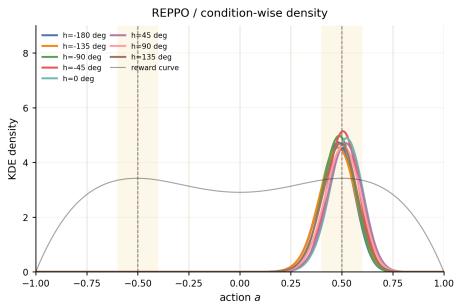 REPPO / condition-wise density
h=-180 deg
h=-135 deg
h=-90 deg
h=-45 deg
h=0 deg
h=45 deg
h=90 deg
h=135 deg
reward curve
KDE density
8
6
4
2
0
−1.00 −0.75 −0.50 −0.25 0.00 0.25 0.50 0.75 1.00
action a